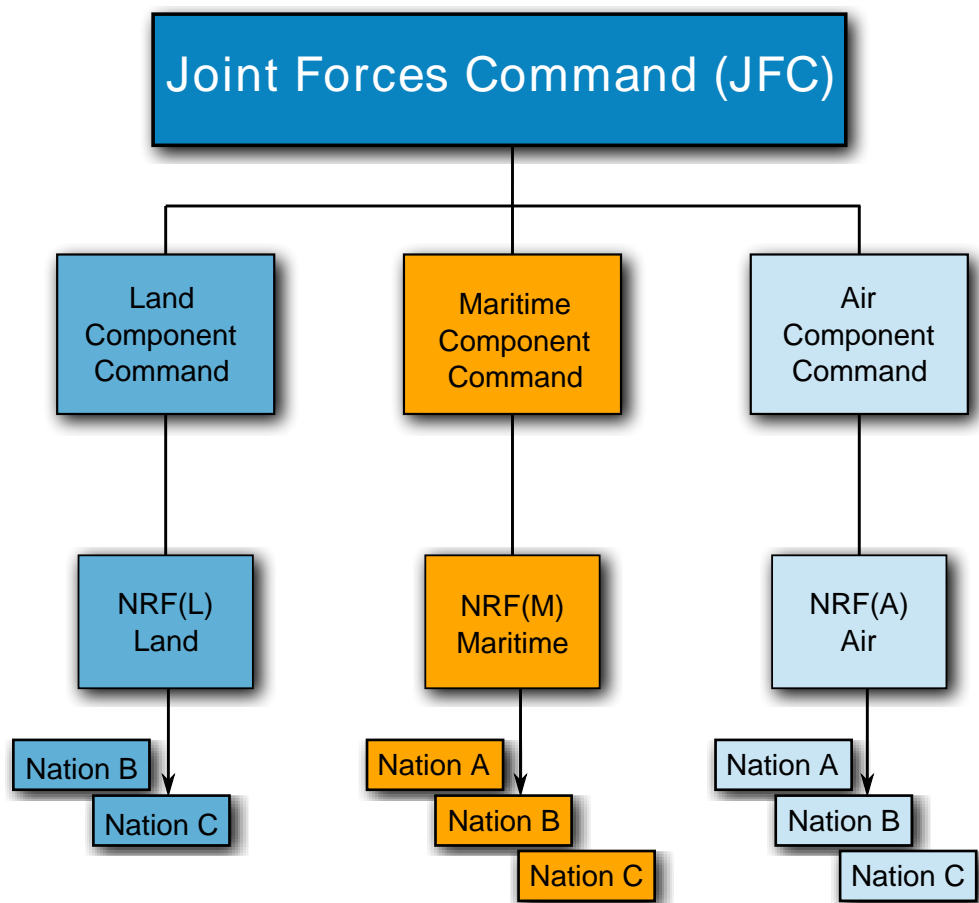 Joint Forces Command (JFC)
Land
Component
Command
Maritime
Component
Command
Air
Component
Command
NRF(L)
Land
NRF(M)
Maritime
NRF(A)
Air
Nation B
Nation C
Nation A
Nation B
Nation C
Nation A
Nation B
Nation C